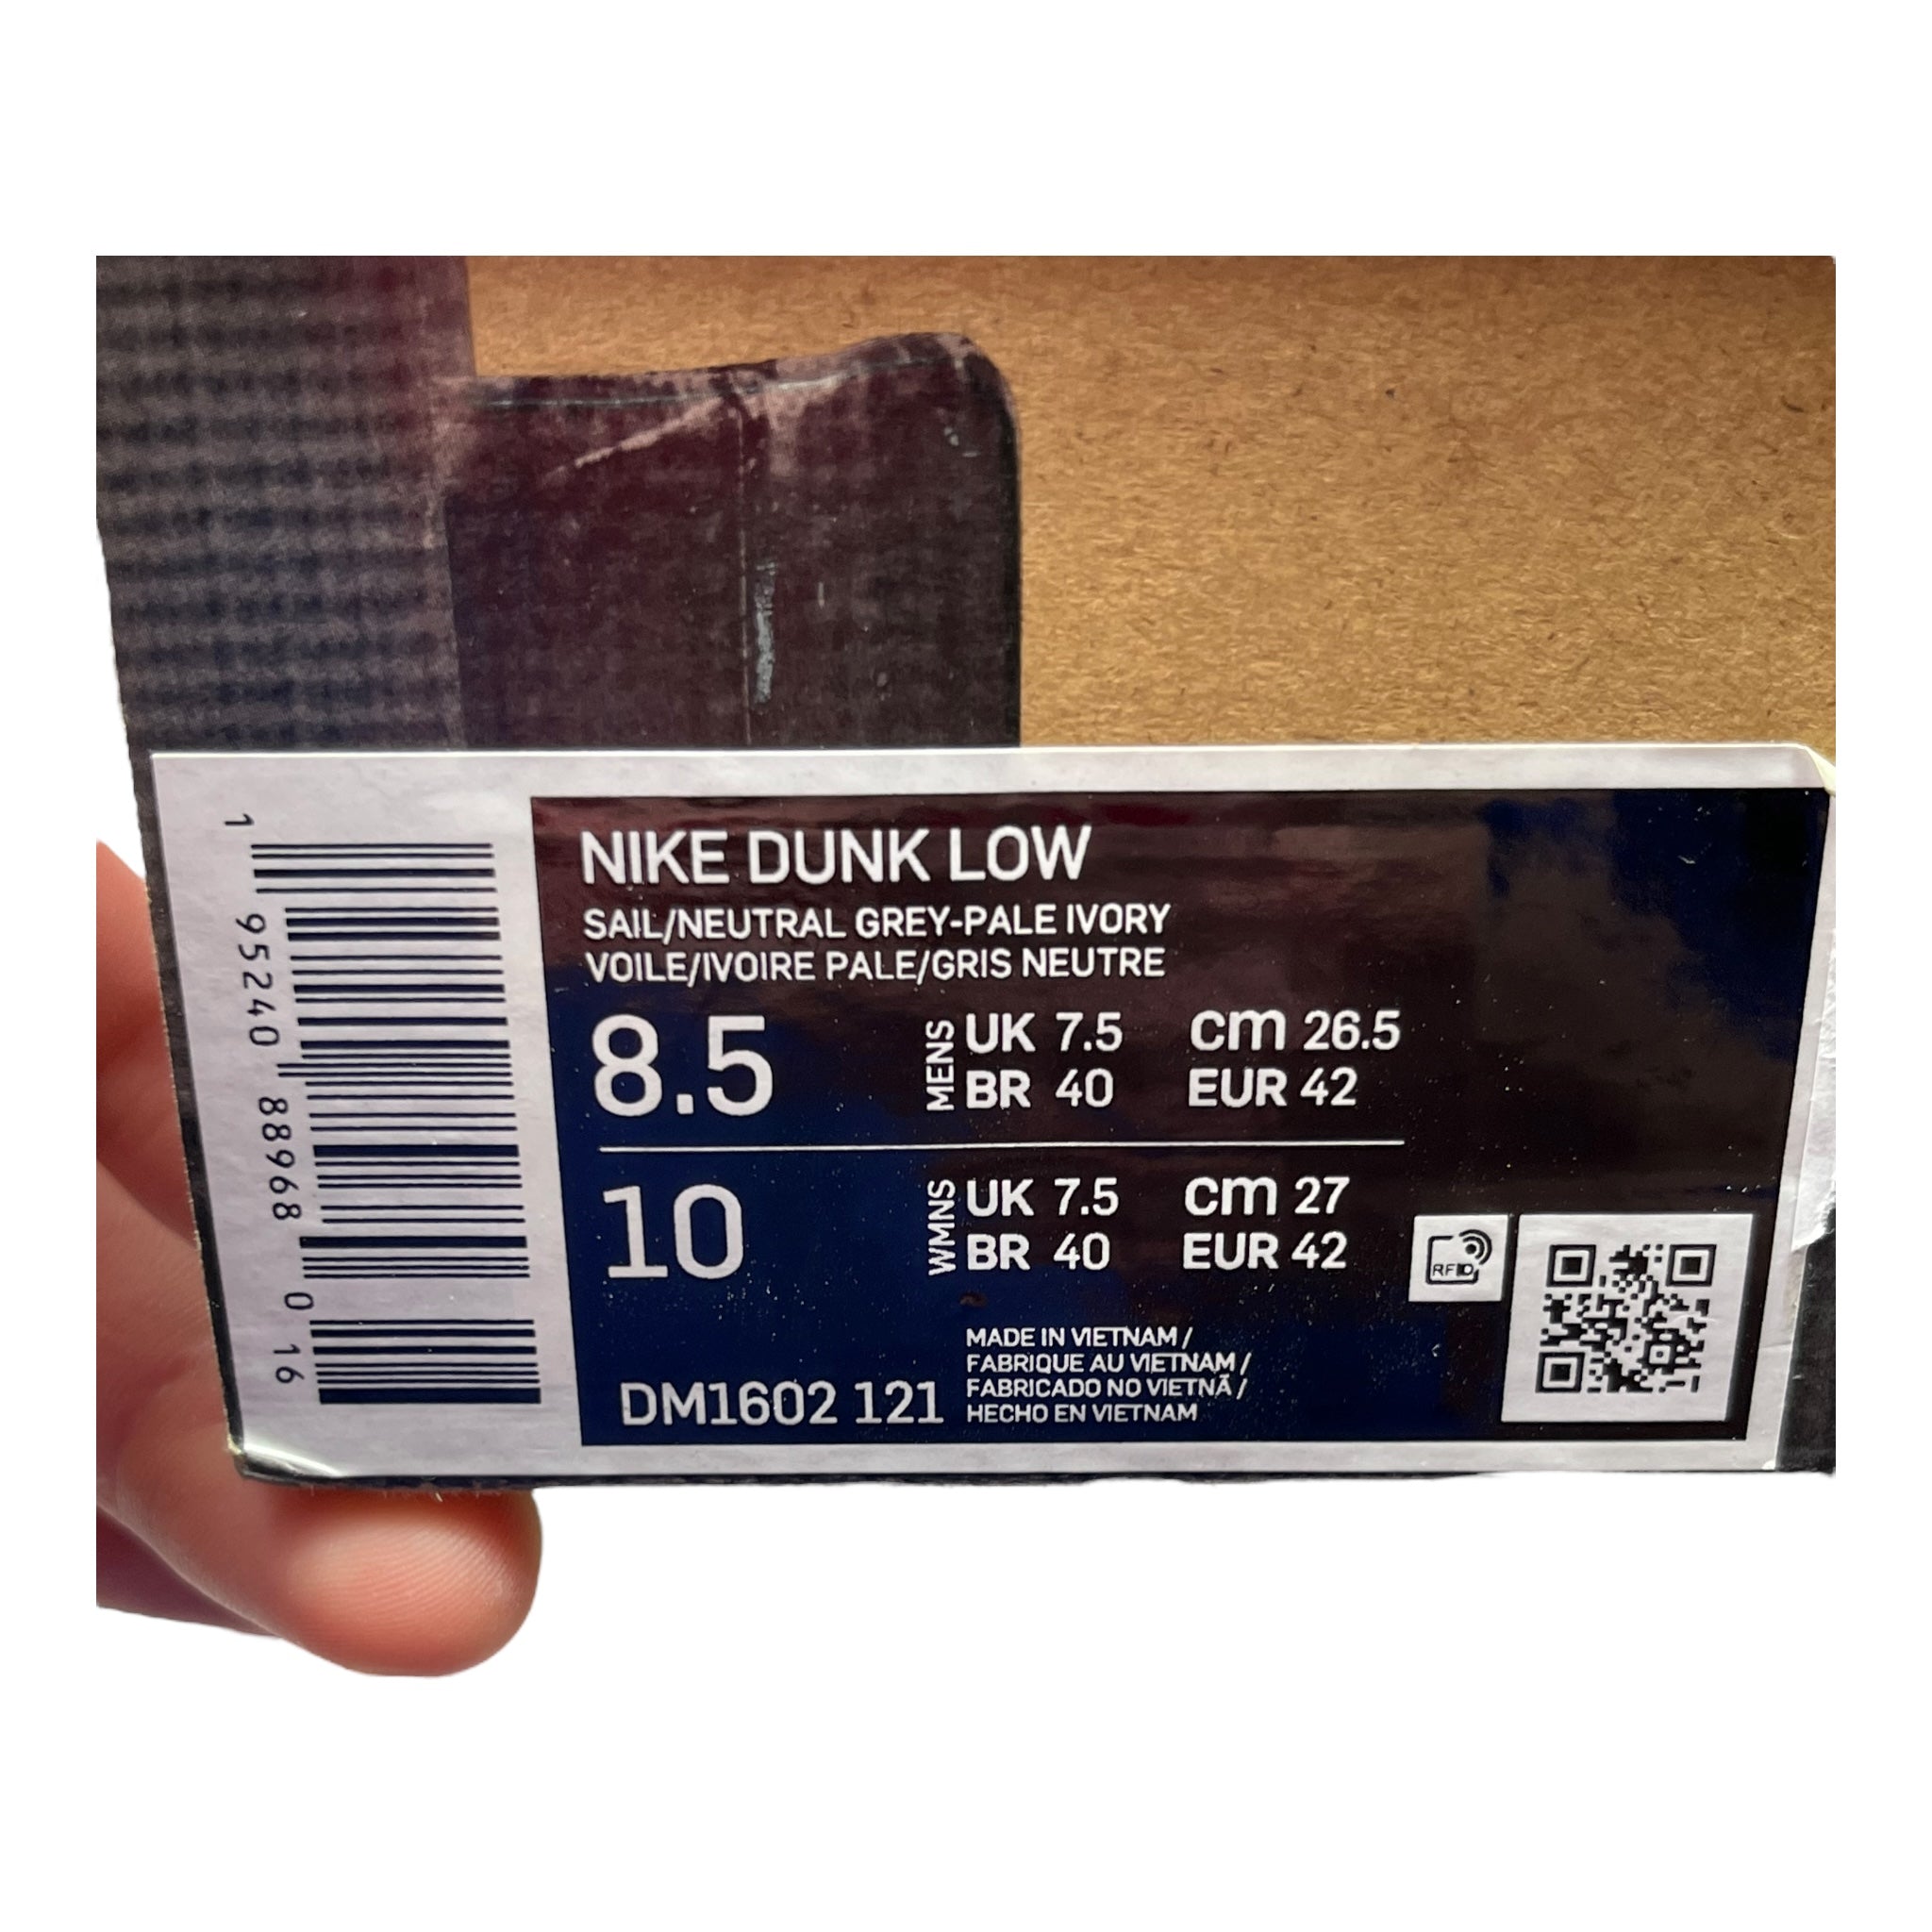 NIKE DUNK LOW
SAIL/NEUTRAL GREY-PALE IVORY
VOILE/IVOIRE PALE/GRIS NEUTRE
8.5 MENS UK 7.5 cm 26.5
BR 40 EUR 42
10 WMNS UK 7.5 cm 27
BR 40 EUR 42
RFID
MADE IN VIETNAM /
FABRIQUE AU VIETNAM /
FABRICADO NO VIETNÃ /
HECHO EN VIETNAM
DM1602 121
1 95240 88968 0 16